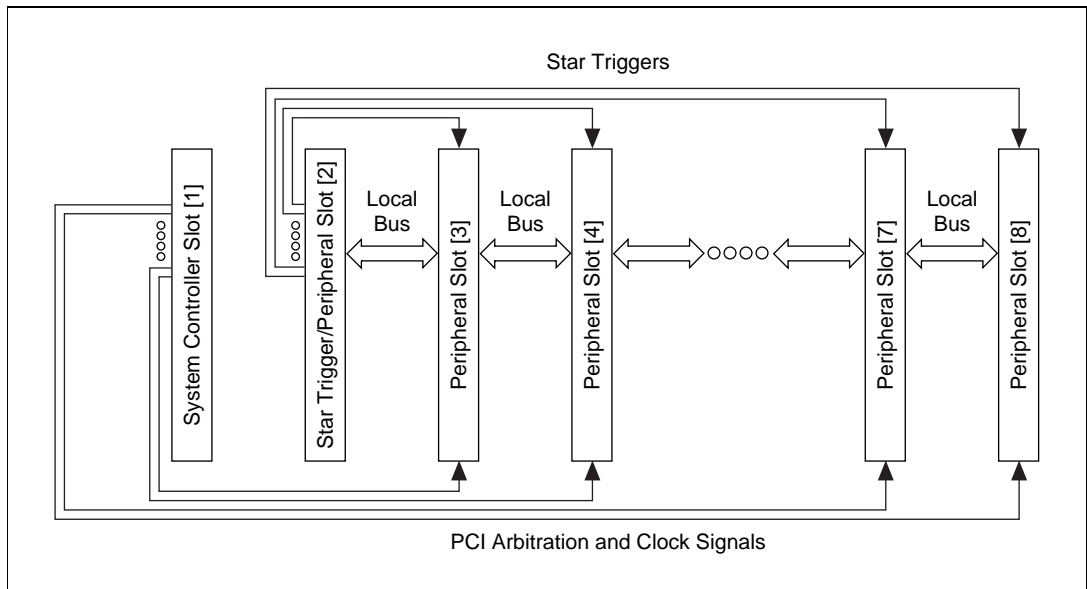 Star Triggers
System Controller Slot [1]
Star Trigger/Peripheral Slot [2]
Local
Bus
Peripheral Slot [3]
Local
Bus
Peripheral Slot [4]
Peripheral Slot [7]
Local
Bus
Peripheral Slot [8]
PCI Arbitration and Clock Signals